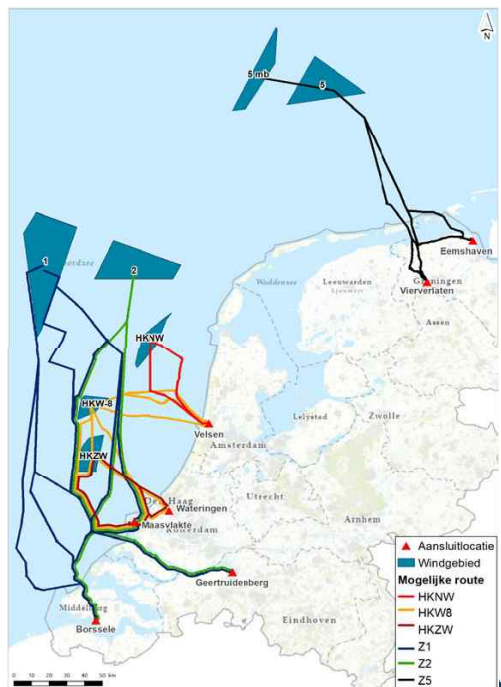 N
5 mb
5
1
2
Eemshaven
Waddenzee
Leeuwarden
Groningen
Vierverlaten
Assen
HKNW
HKW-8
Velsen
Lelystad
Zwolle
Amsterdam
HKZW
Den Haag
Wateringen
Utrecht
Maasvlakte
Rotterdam
Arnhem
Geertruidenberg
Middelburg
Eindhoven
Borssele
Aansluitlocatie
Windgebied
Mogelijke route
HKNW
HKWß
HKZW
Z1
Z2
Z5
0 10 20 30 40 50 km